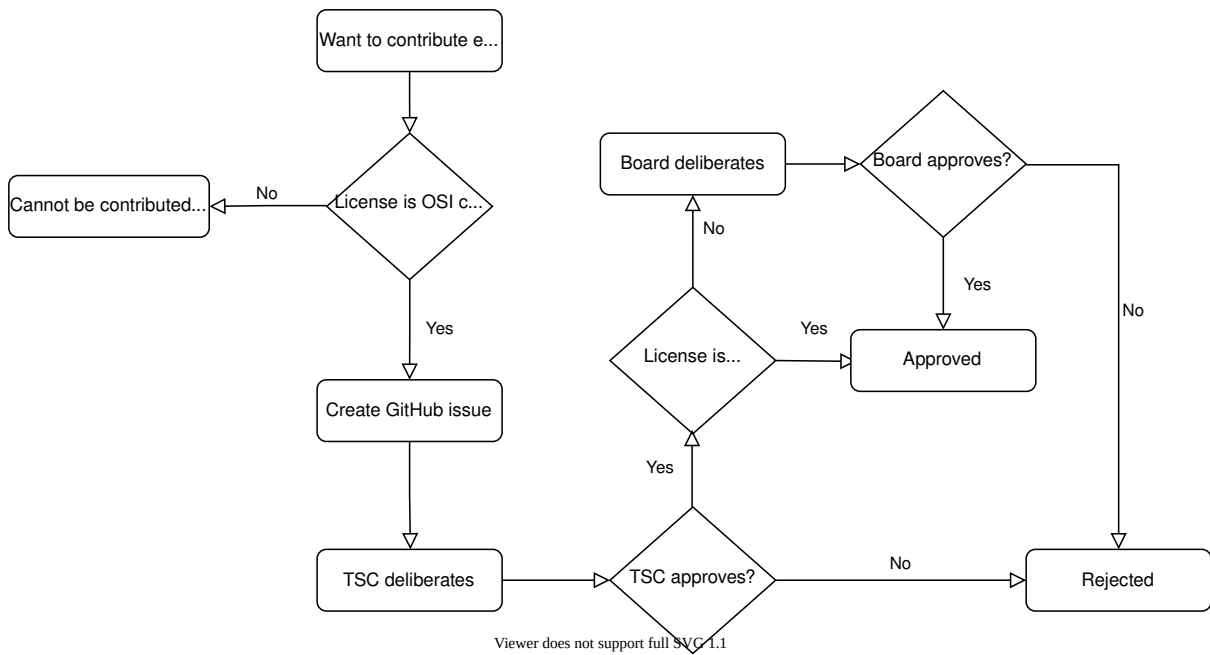 Want to contribute e...
License is OSI c...
No
Cannot be contributed...
Yes
Create GitHub issue
TSC deliberates
TSC approves?
No
Rejected
Yes
License is...
Yes
Approved
No
Board deliberates
Board approves?
Yes
No
Viewer does not support full SVG 1.1